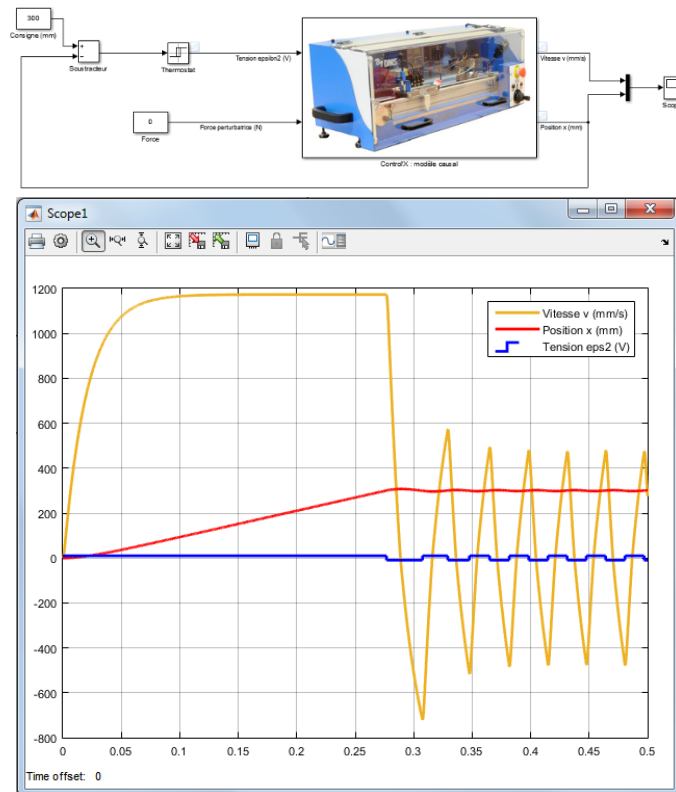 300
Consigne (mm)
Soustracteur
Thermostat
Tension epsilon2 (V)
Vitesse v (mm/s)
0
Force
Force perturbatrice (N)
Position x (mm)
Control'X : modèle causal
Scope1
1200
1000
800
600
400
200
0
-200
-400
-600
-800
Vitesse v (mm/s)
Position x (mm)
Tension eps2 (V)
0 0.05 0.1 0.15 0.2 0.25 0.3 0.35 0.4 0.45 0.5
Time offset: 0